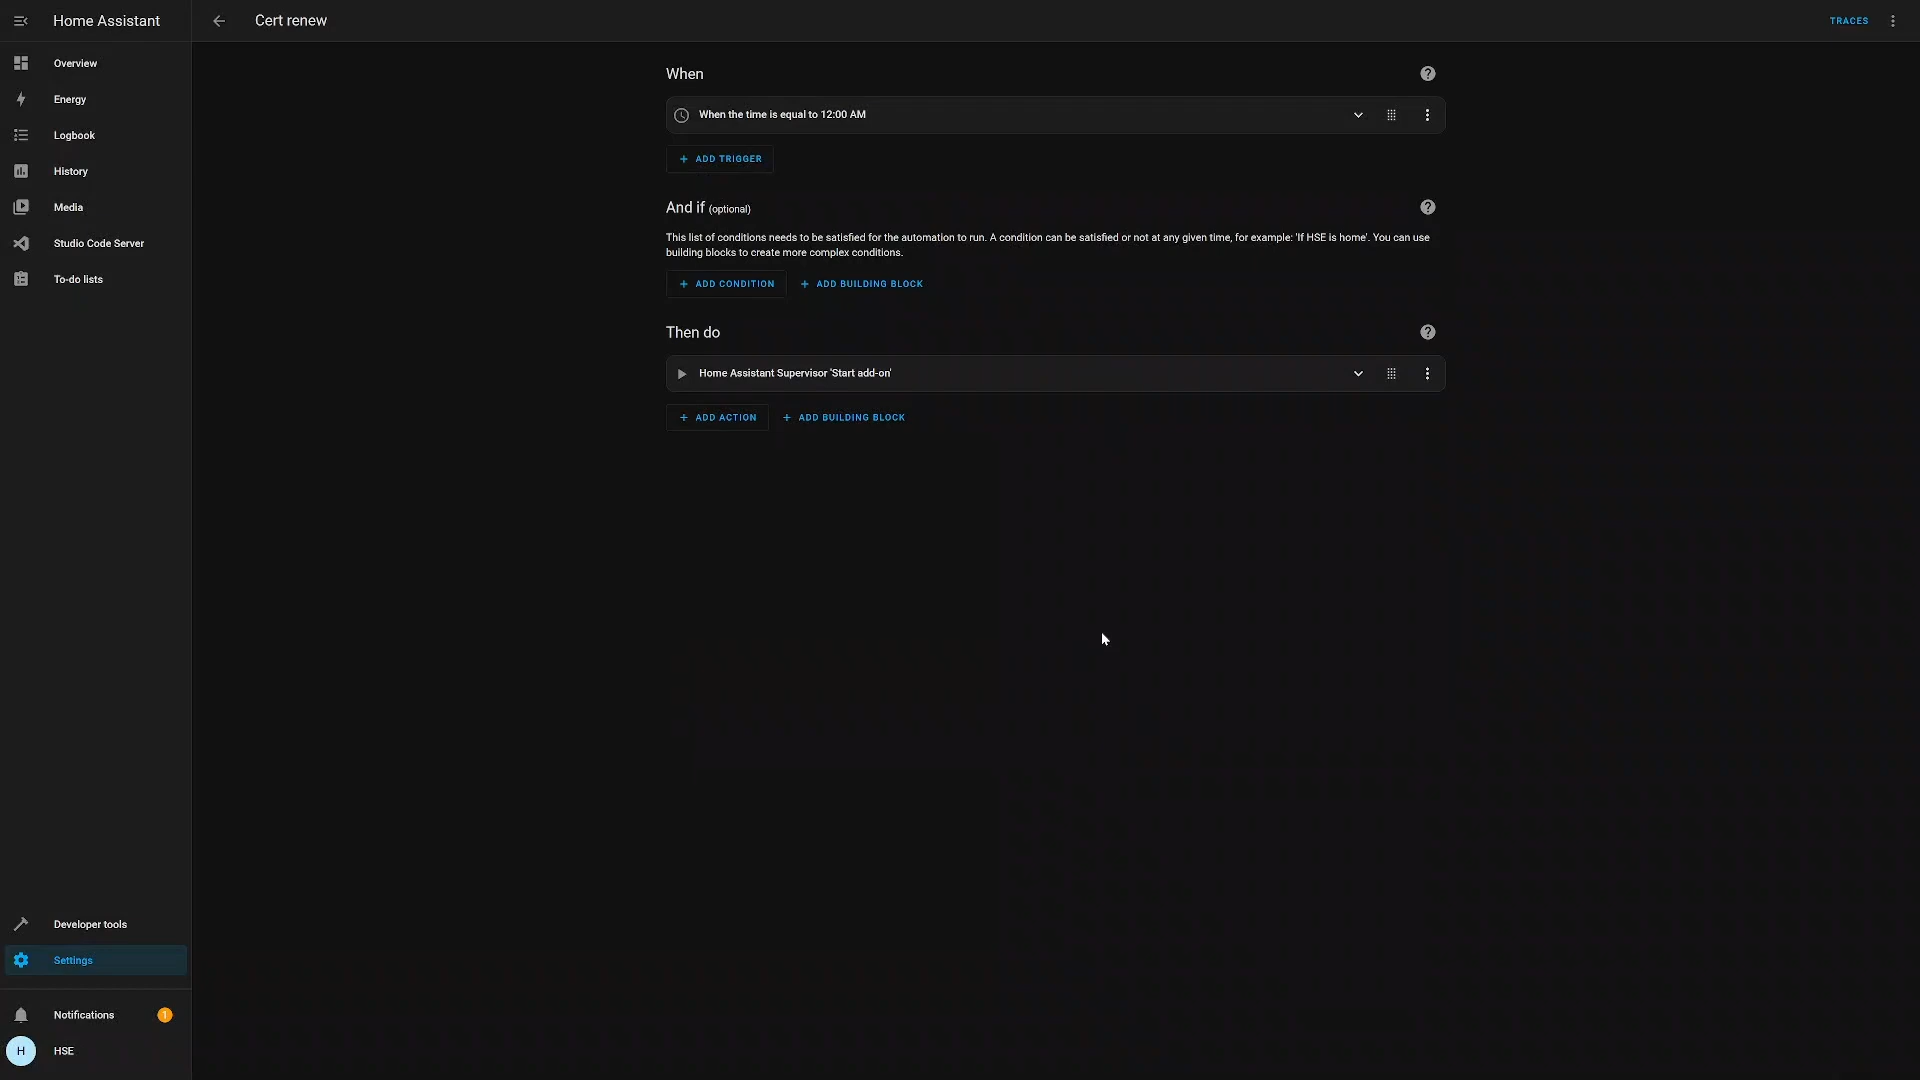 Home Assistant
Cert renew
TRACES
Overview
Energy
Logbook
History
Media
Studio Code Server
To-do lists
When
When the time is equal to 12:00 AM
+ ADD TRIGGER
And if (optional)
This list of conditions needs to be satisfied for the automation to run. A condition can be satisfied or not at any given time, for example: 'If HSE is home'. You can use
building blocks to create more complex conditions.
+ ADD CONDITION + ADD BUILDING BLOCK
Then do
Home Assistant Supervisor 'Start add-on'
+ ADD ACTION + ADD BUILDING BLOCK
Developer tools
Settings
Notifications 1
H HSE